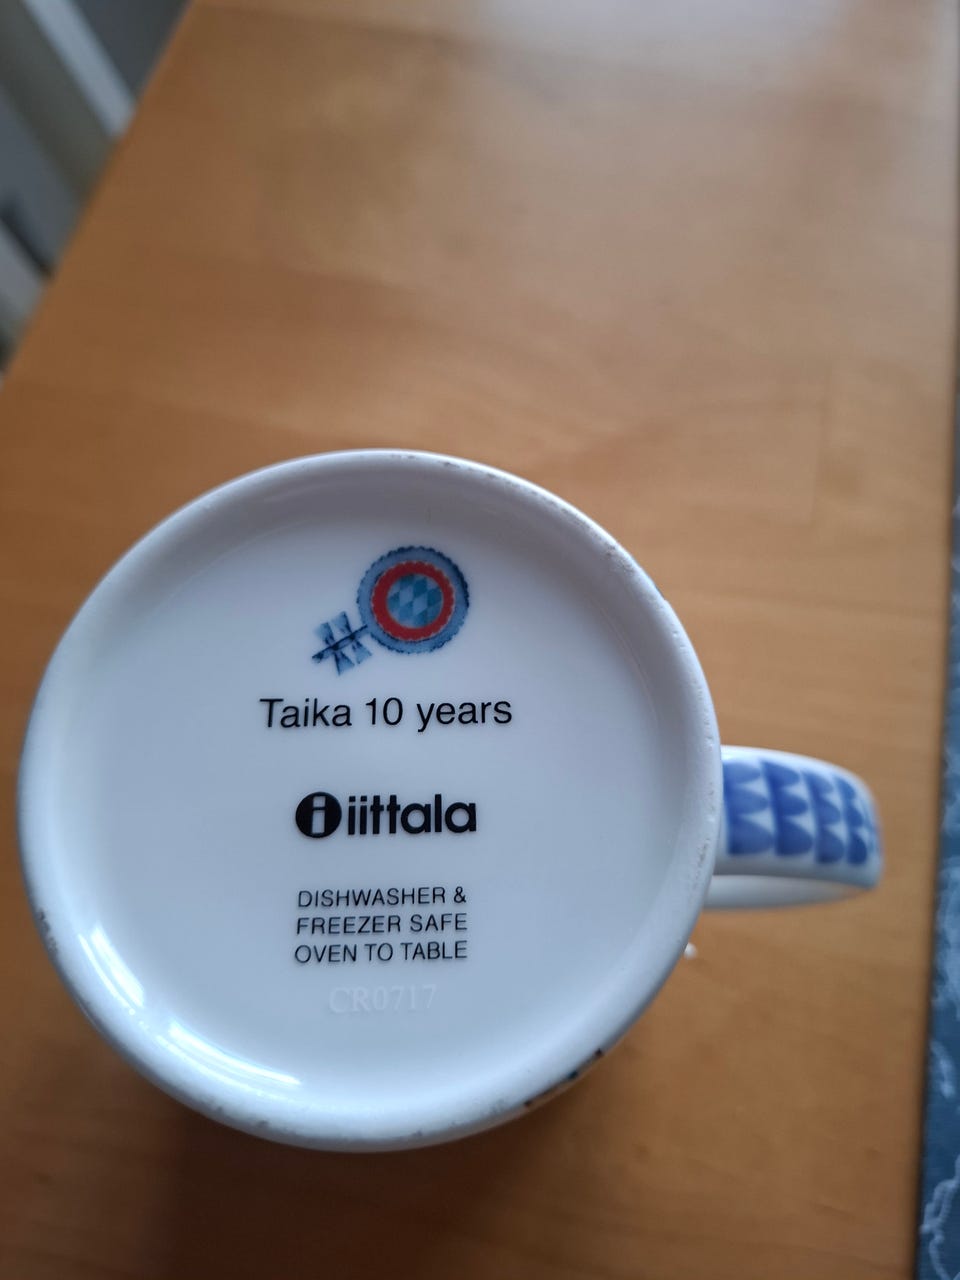 Taika 10 years
iittala
DISHWASHER &
FREEZER SAFE
OVEN TO TABLE
CR0717